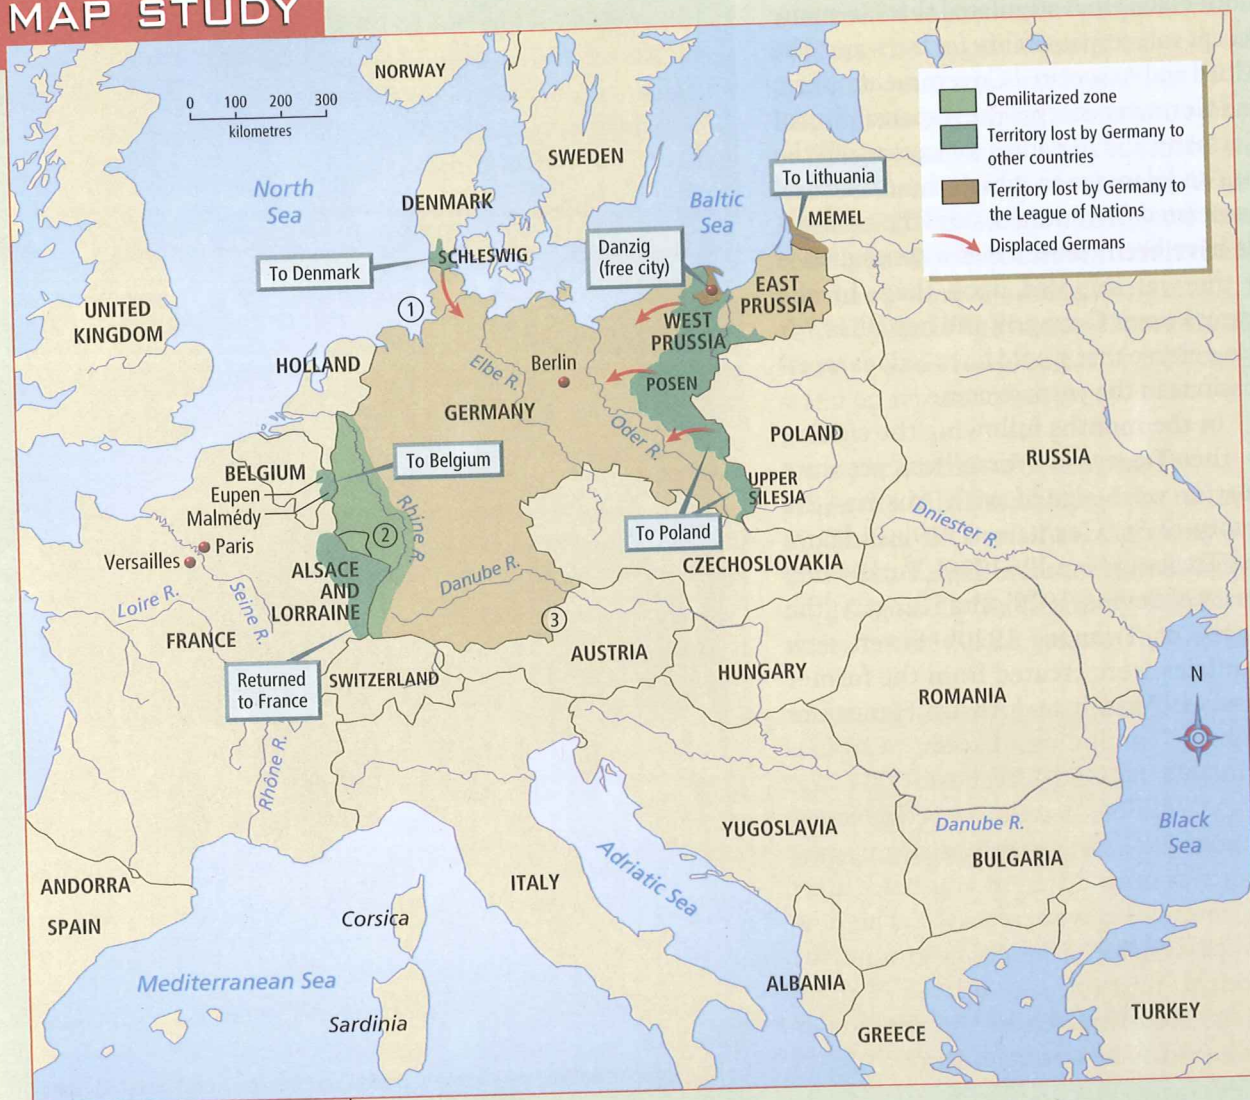 MAP STUDY
0 100 200 300
kilometres
Demilitarized zone
Territory lost by Germany to
other countries
Territory lost by Germany to
the League of Nations
Displaced Germans
NORWAY
SWEDEN
North
Sea
DENMARK
Baltic
Sea
To Lithuania
MEMEL
SCHLESWIG
To Denmark
Danzig
(free city)
EAST
PRUSSIA
UNITED
KINGDOM
1
WEST
PRUSSIA
HOLLAND
Elbe R.
Berlin
POSEN
GERMANY
Oder R.
POLAND
RUSSIA
To Belgium
BELGIUM
Eupen
Malmédy
Rhine R.
UPPER
SILESIA
Dniester R.
2
To Poland
Paris
Versailles
CZECHOSLOVAKIA
ALSACE
AND
LORRAINE
Danube R.
Loire R.
Seine R.
3
FRANCE
AUSTRIA
HUNGARY
Returned
to France
SWITZERLAND
ROMANIA
N
Rhône R.
YUGOSLAVIA
Danube R.
BULGARIA
Black
Sea
ANDORRA
SPAIN
ITALY
Adriatic Sea
Corsica
Mediterranean Sea
Sardinia
ALBANIA
GREECE
TURKEY